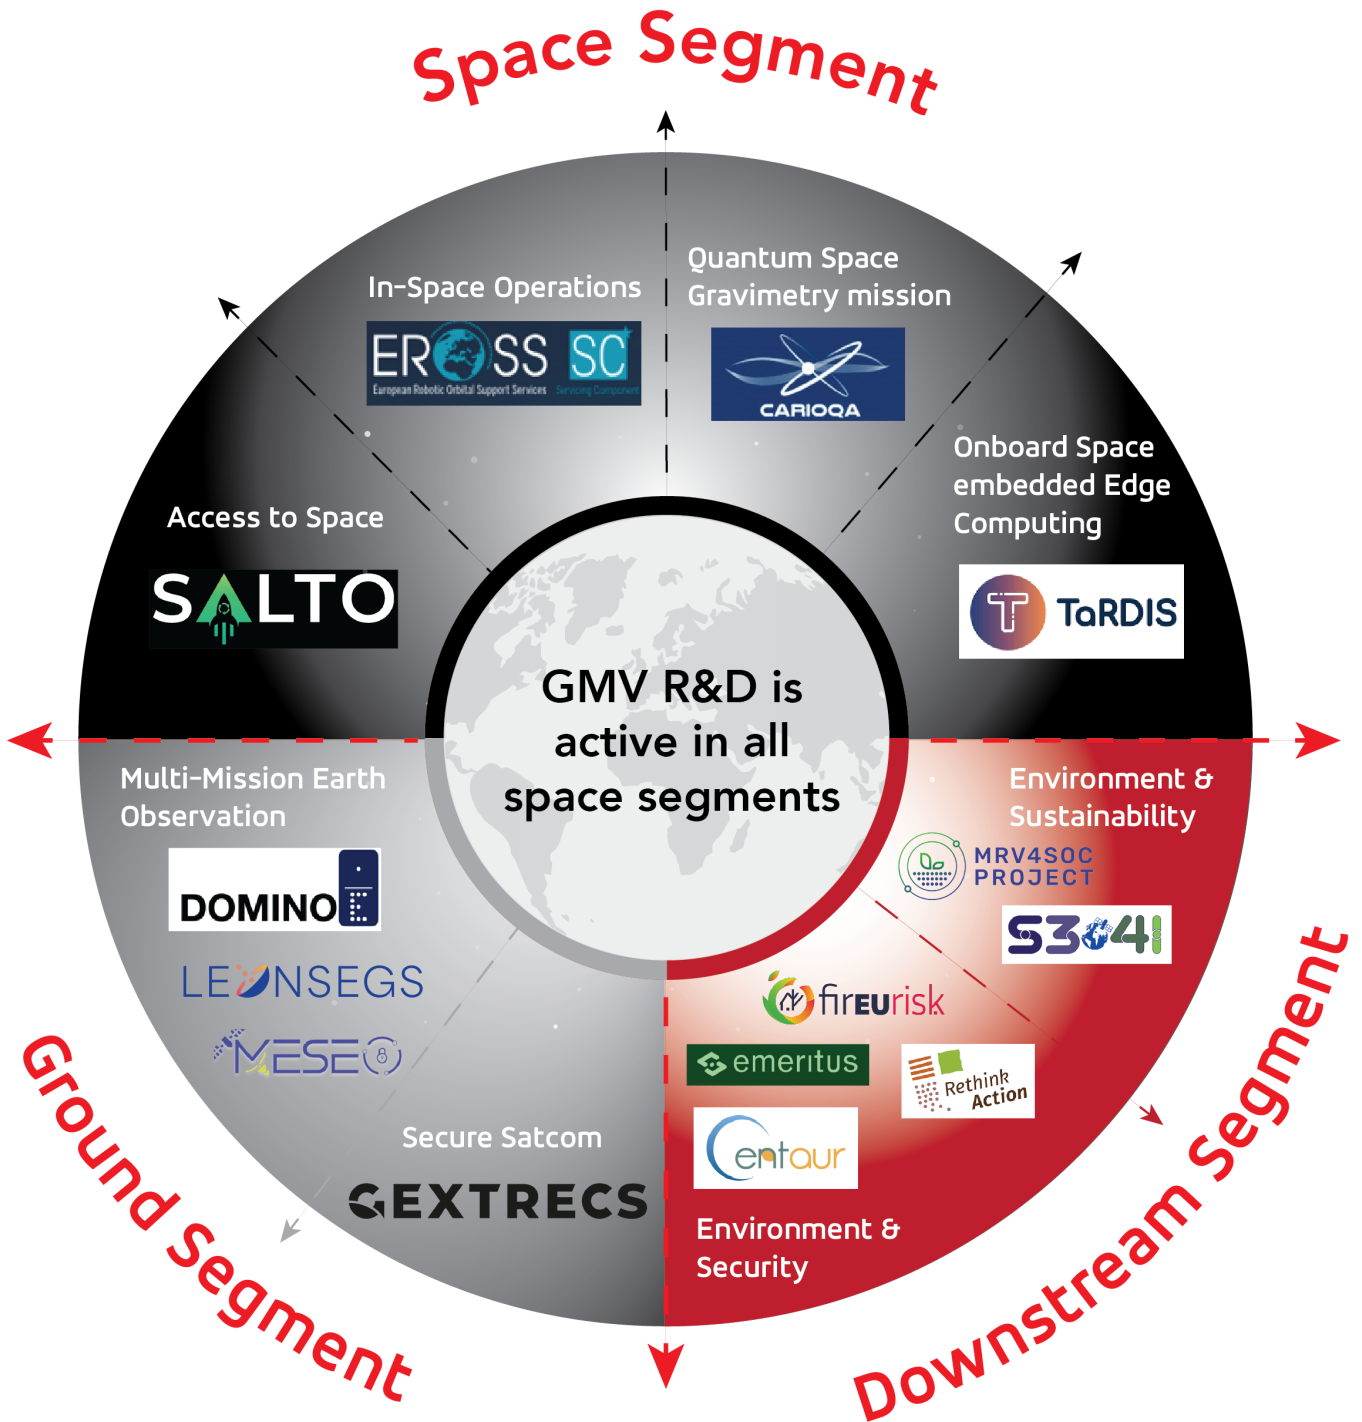 Space Segment
In-Space Operations
EROSS SC
European Robotic Orbital Support Services Servicing Component
Quantum Space
Gravimetry mission
CARIOQA
Onboard Space
embedded Edge
Computing
T TaRDIS
Access to Space
SALTO
GMV R&D is
active in all
space segments
Multi-Mission Earth
Observation
DOMINO E
LEONSEGS
MESEO
Secure Satcom
GEXTRECS
Ground Segment
Environment &
Sustainability
MRV4SOC
PROJECT
S34I
firEUrisk
emeritus
Rethink
Action
Centaur
Environment &
Security
Downstream Segment